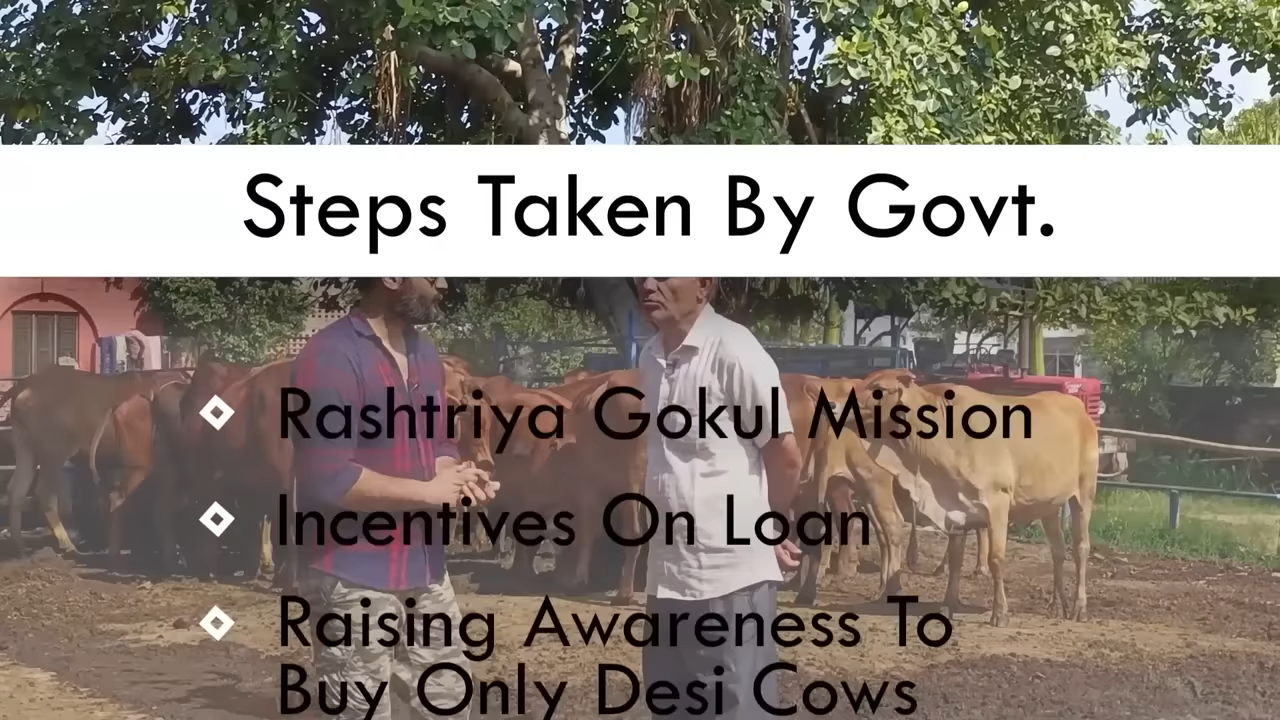 Steps Taken By Govt.
Rashtriya Gokul Mission
Incentives On Loan
Raising Awareness To
Buy Only Desi Cows